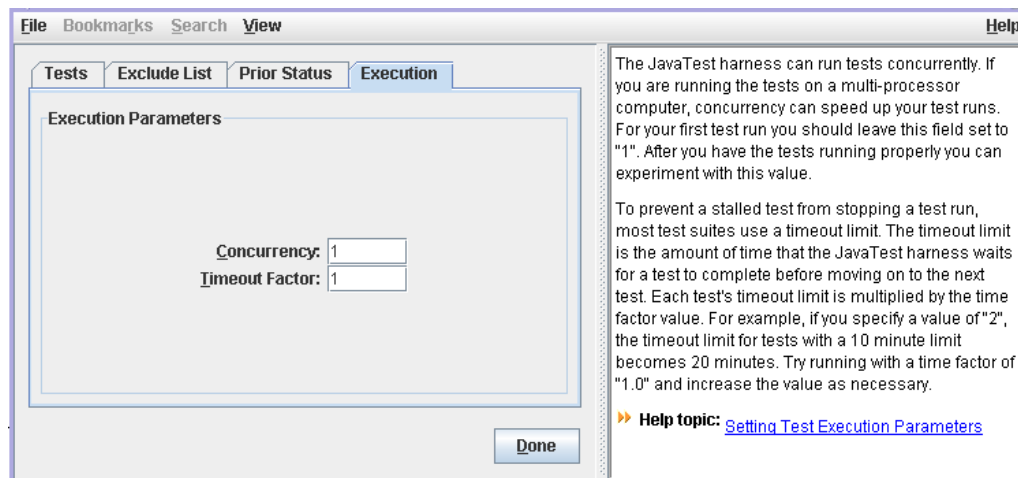 File Bookmarks Search View Help
Tests Exclude List Prior Status Execution
Execution Parameters
Concurrency: 1
Timeout Factor: 1
Done
The JavaTest harness can run tests concurrently. If
you are running the tests on a multi-processor
computer, concurrency can speed up your test runs.
For your first test run you should leave this field set to
"1". After you have the tests running properly you can
experiment with this value.
To prevent a stalled test from stopping a test run,
most test suites use a timeout limit. The timeout limit
is the amount of time that the JavaTest harness waits
for a test to complete before moving on to the next
test. Each test's timeout limit is multiplied by the time
factor value. For example, if you specify a value of "2",
the timeout limit for tests with a 10 minute limit
becomes 20 minutes. Try running with a time factor of
"1.0" and increase the value as necessary.
Help topic: Setting Test Execution Parameters